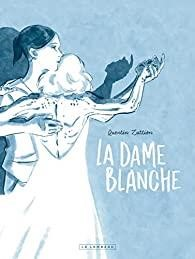 Quentin Zuttion
LA DAME
BLANCHE
LE LOMBARD